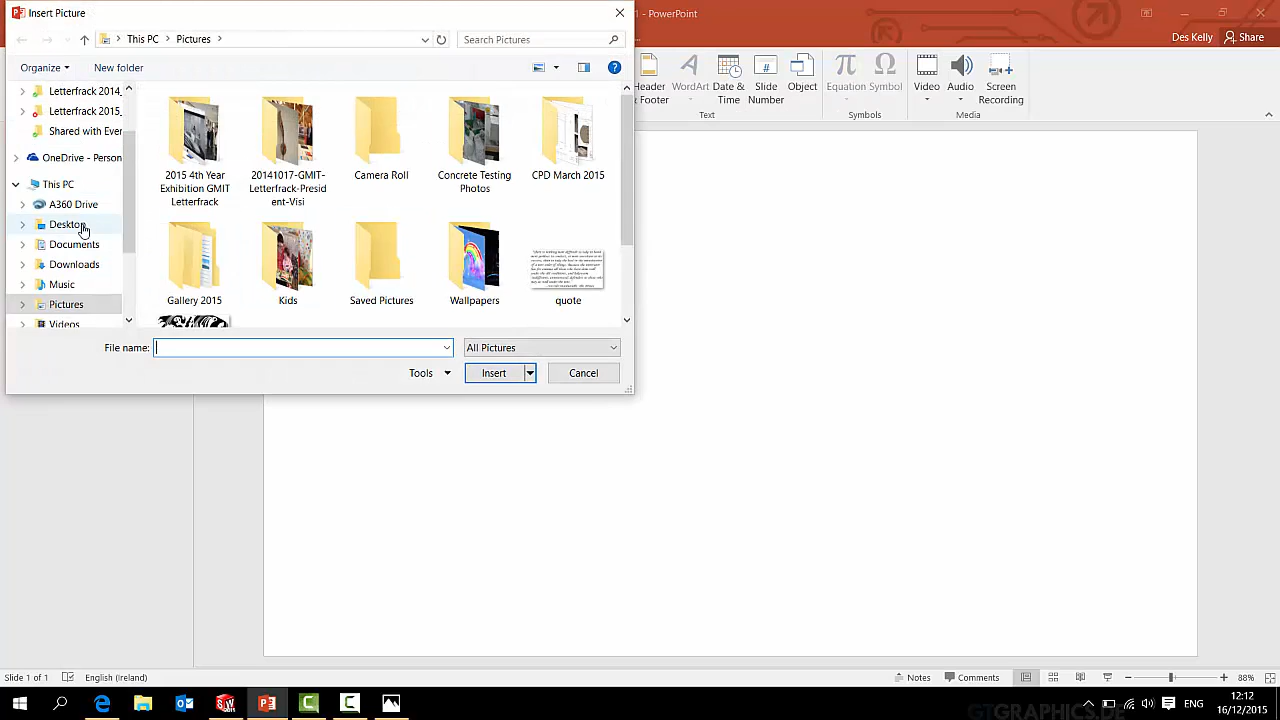 Insert Picture
1 - PowerPoint
This PC > Pictures >
Search Pictures
Des Kelly
Share
Organize
New folder
Letterfrack 2014_
Letterfrack 2015_
Shared with Ever
OneDrive - Person
This PC
A360 Drive
Desktop
Documents
Downloads
Music
Pictures
Videos
2015 4th Year
Exhibition GMIT
Letterfrack
20141017-GMIT-
Letterfrack-Presid
ent-Visi
Camera Roll
Concrete Testing
Photos
CPD March 2015
Gallery 2015
Kids
Saved Pictures
Wallpapers
quote
File name:
All Pictures
Tools
Insert
Cancel
Header
& Footer
WordArt
Date &
Time
Slide
Number
Object
Equation
Symbol
Video
Audio
Screen
Recording
Text
Symbols
Media
Slide 1 of 1
English (Ireland)
Notes
Comments
88%
ENG
12:12
16/12/2015
GTGRAPHICS.DE